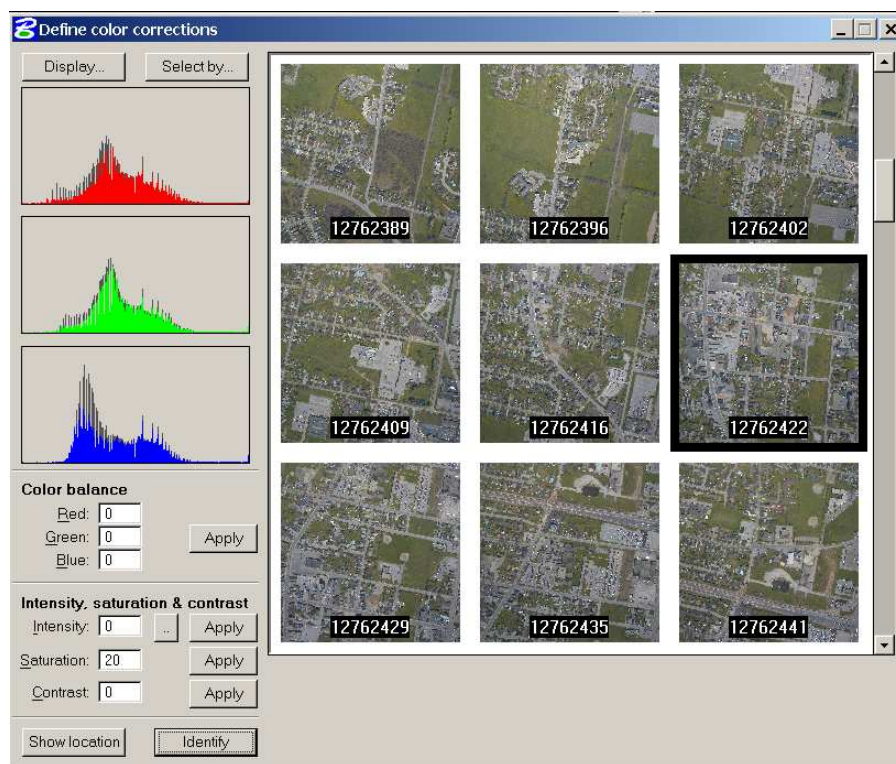 Define color corrections
Display... Select by...
12762389 12762396 12762402
12762409 12762416 12762422
12762429 12762435 12762441
Color balance
Red: 0
Green: 0 Apply
Blue: 0
Intensity, saturation & contrast
Intensity: 0 .. Apply
Saturation: 20 Apply
Contrast: 0 Apply
Show location Identify